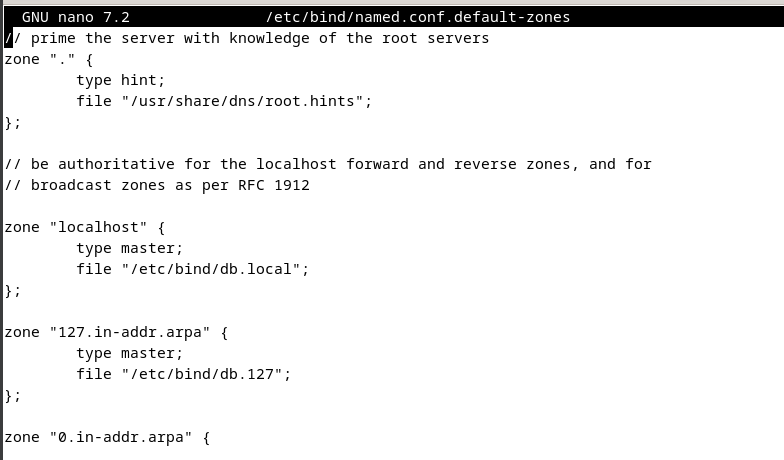 GNU nano 7.2 /etc/bind/named.conf.default-zones
// prime the server with knowledge of the root servers
zone "." {
        type hint;
        file "/usr/share/dns/root.hints";
};

// be authoritative for the localhost forward and reverse zones, and for
// broadcast zones as per RFC 1912

zone "localhost" {
        type master;
        file "/etc/bind/db.local";
};

zone "127.in-addr.arpa" {
        type master;
        file "/etc/bind/db.127";
};

zone "0.in-addr.arpa" {